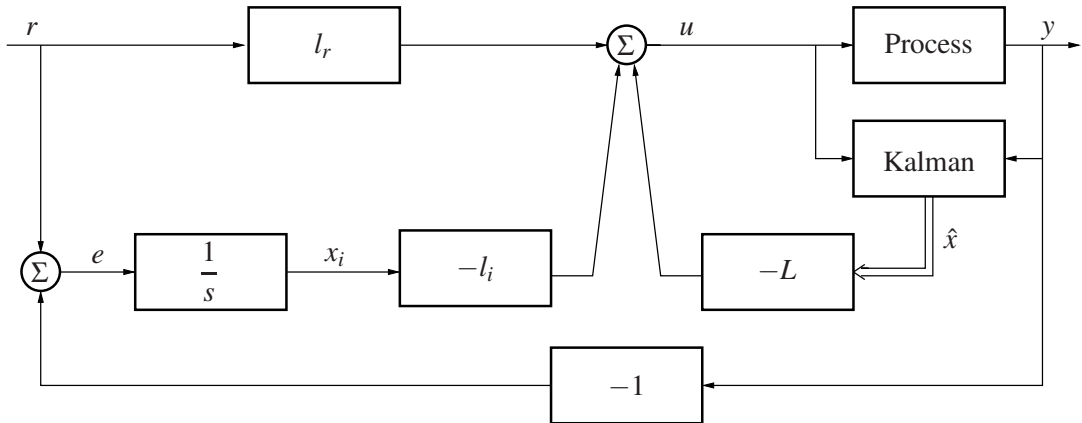 r
l_r
Σ
u
Process
y
Kalman
x̂
Σ
e
1
s
x_i
−l_i
−L
−1